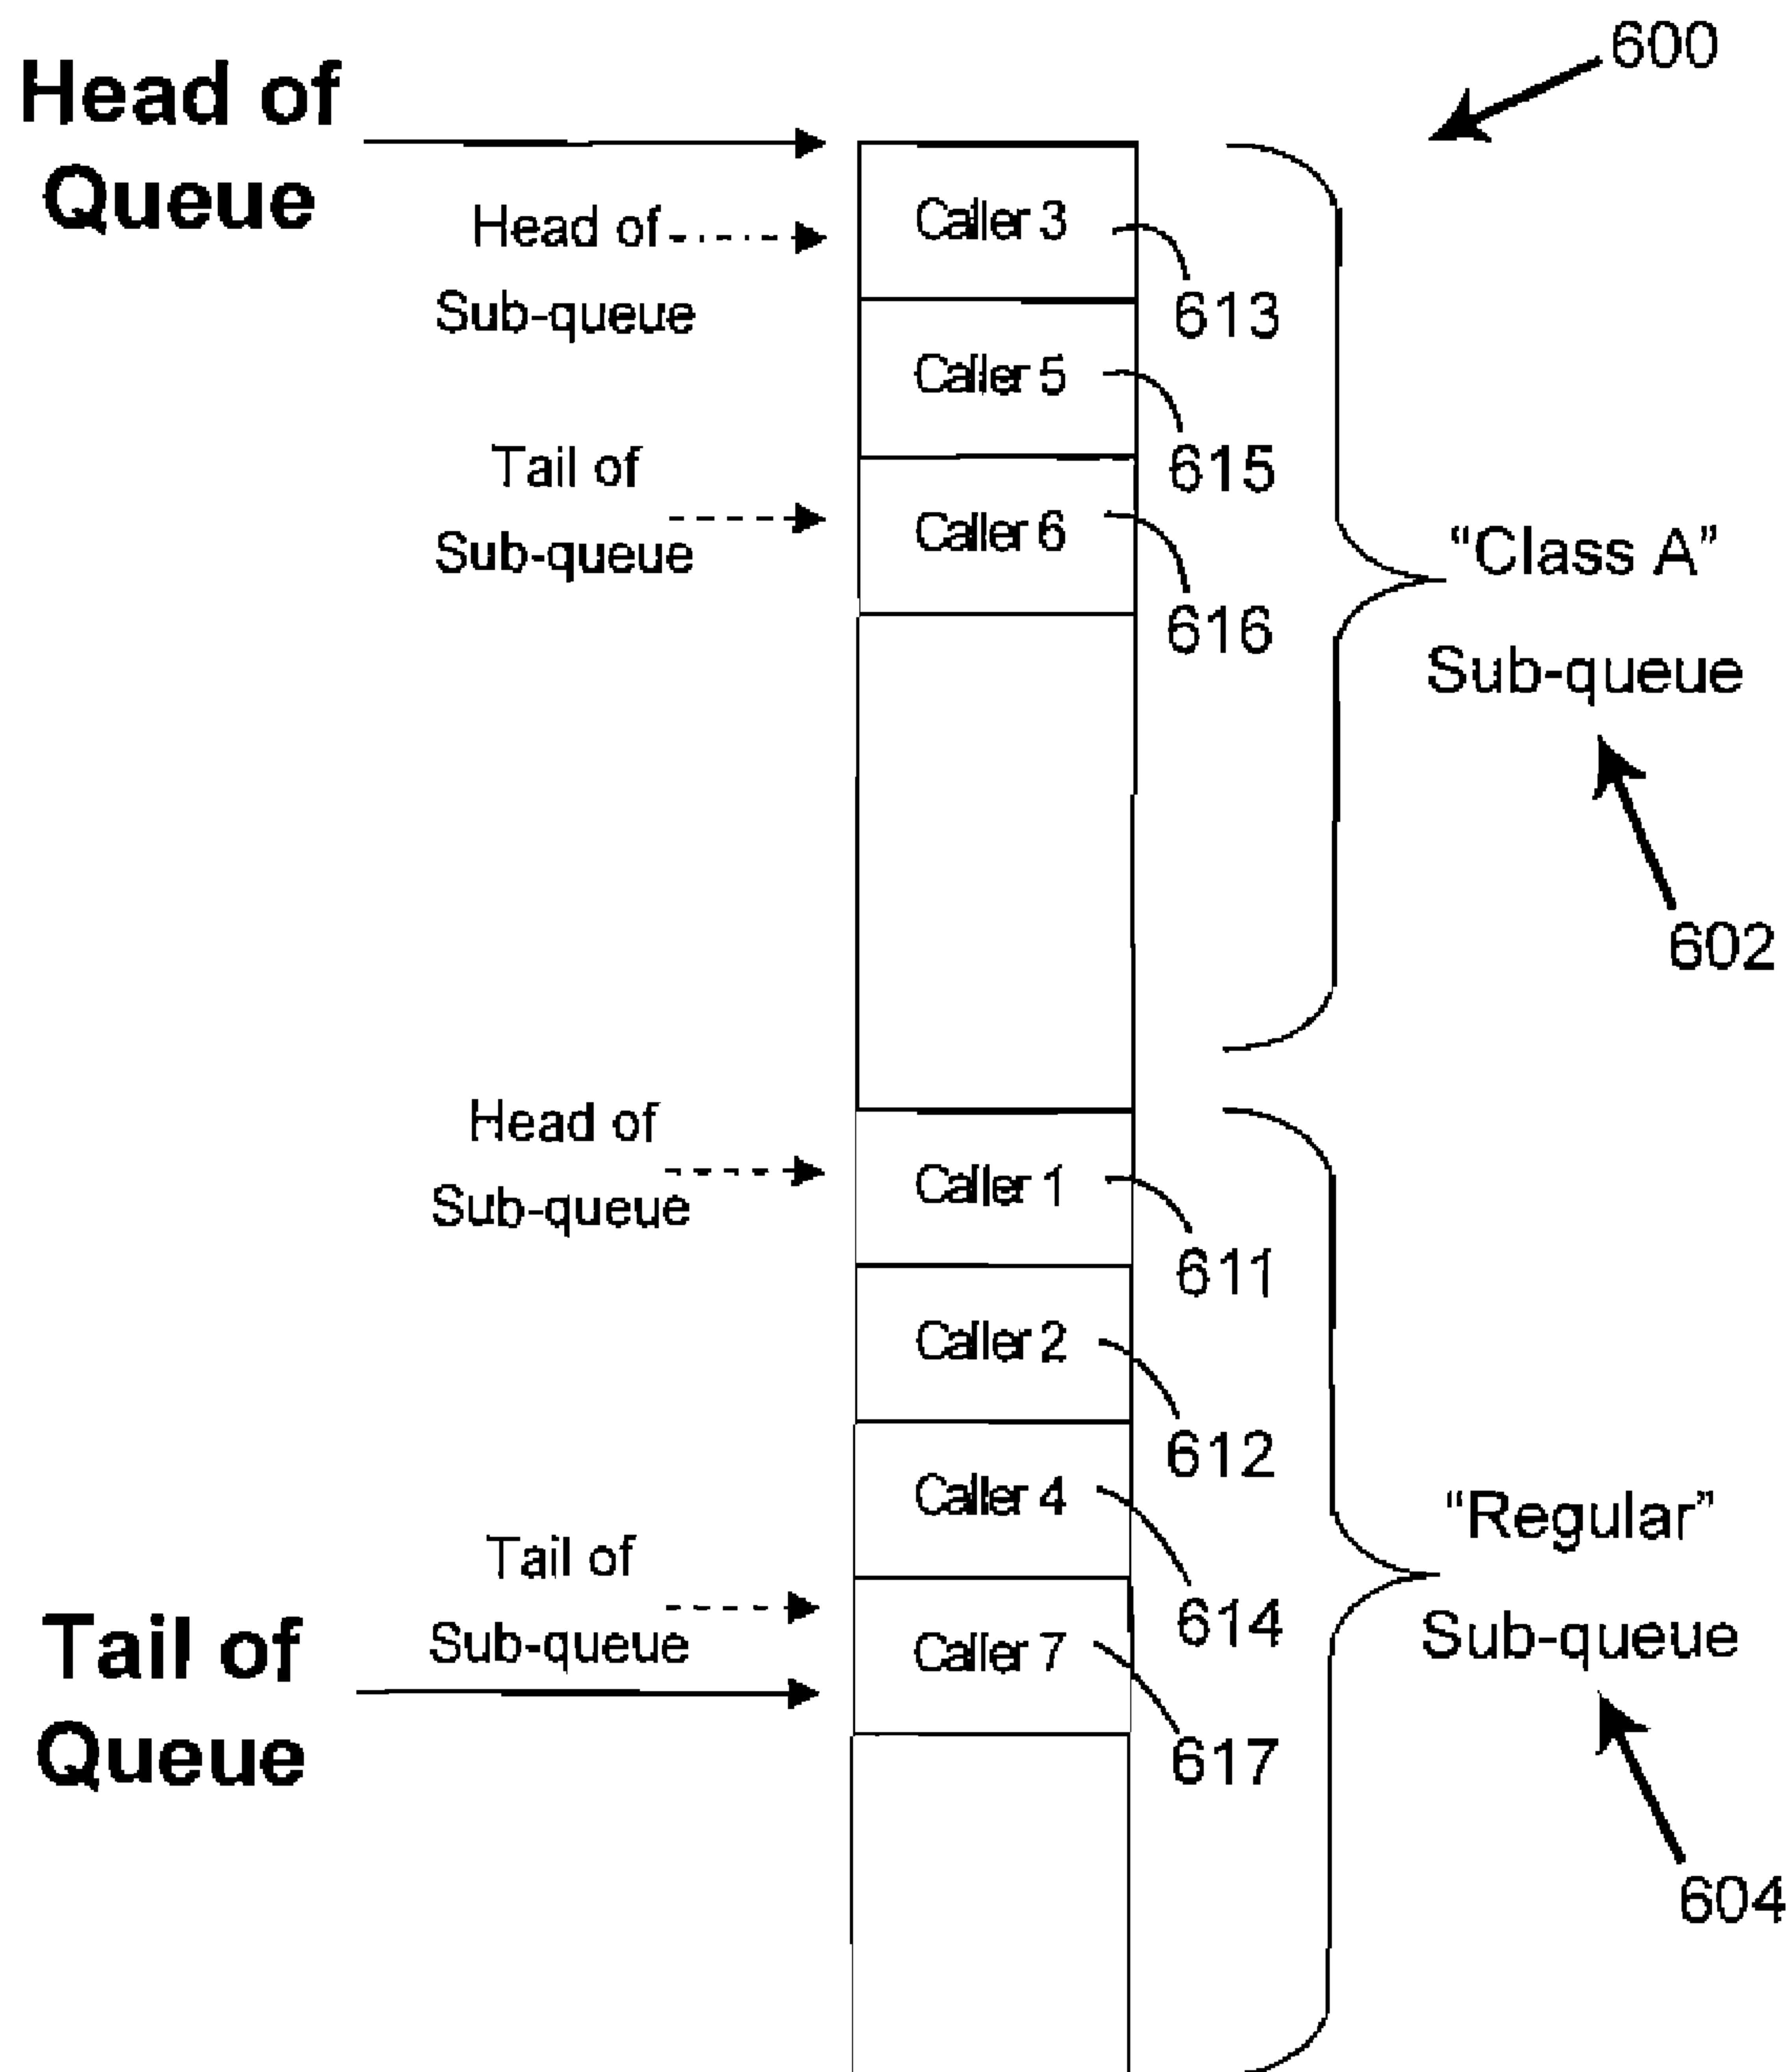 600
Head of
Queue
Head of
Sub-queue
Caller 3
613
Caller 5
615
Tail of
Sub-queue
Caller 6
616
“Class A”
Sub-queue
602
Head of
Sub-queue
Caller 1
611
Caller 2
612
Caller 4
614
“Regular”
Sub-queue
Tail of
Sub-queue
Caller 7
617
Tail of
Queue
604